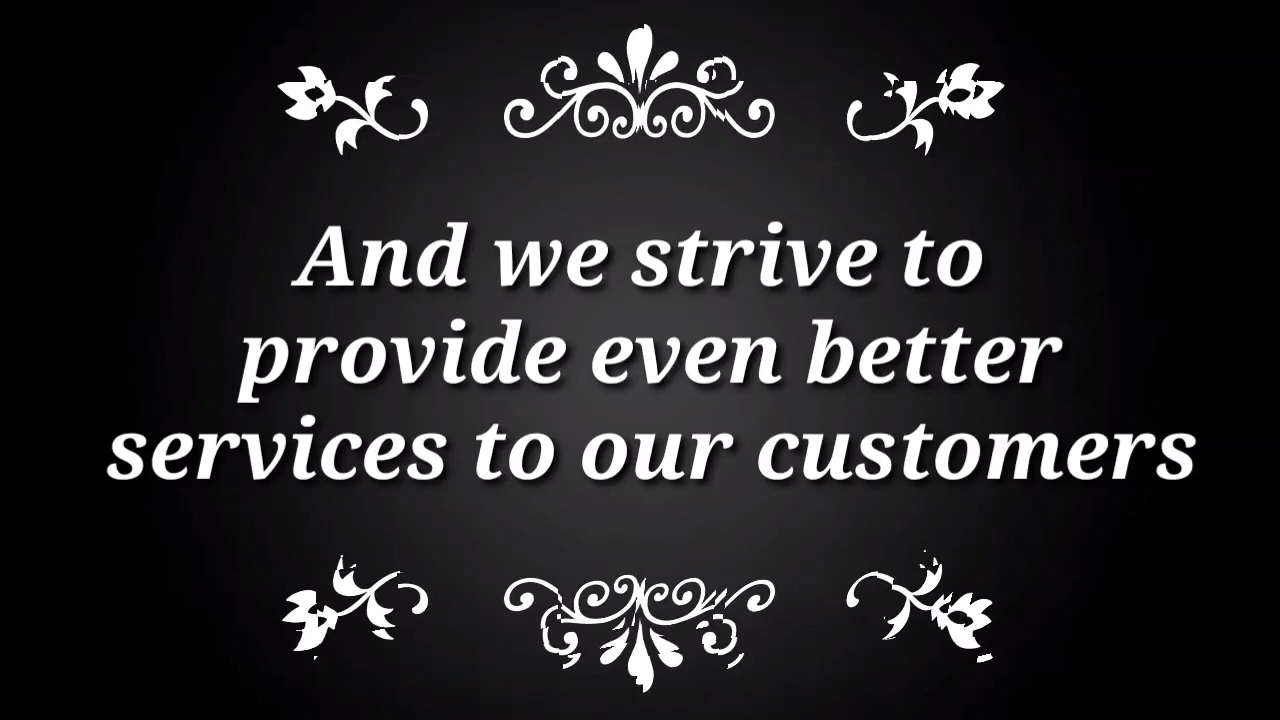 And we strive to
provide even better
services to our customers